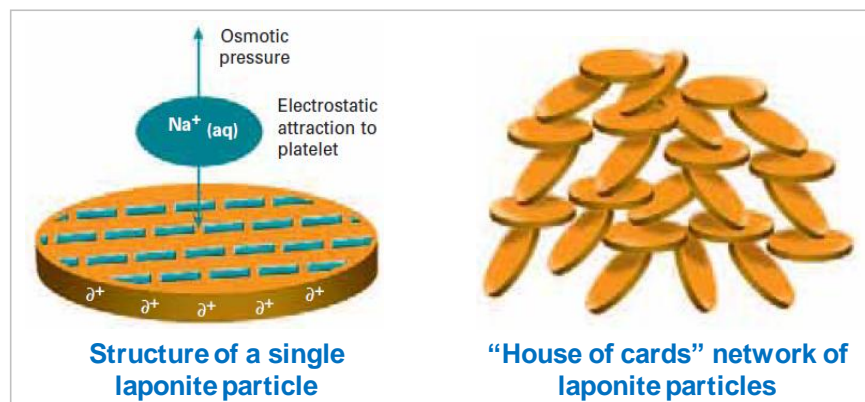 Osmotic
pressure
Na+ (aq)
Electrostatic
attraction to
platelet
∂+ ∂+ ∂+ ∂+ ∂+
Structure of a single
laponite particle
“House of cards” network of
laponite particles